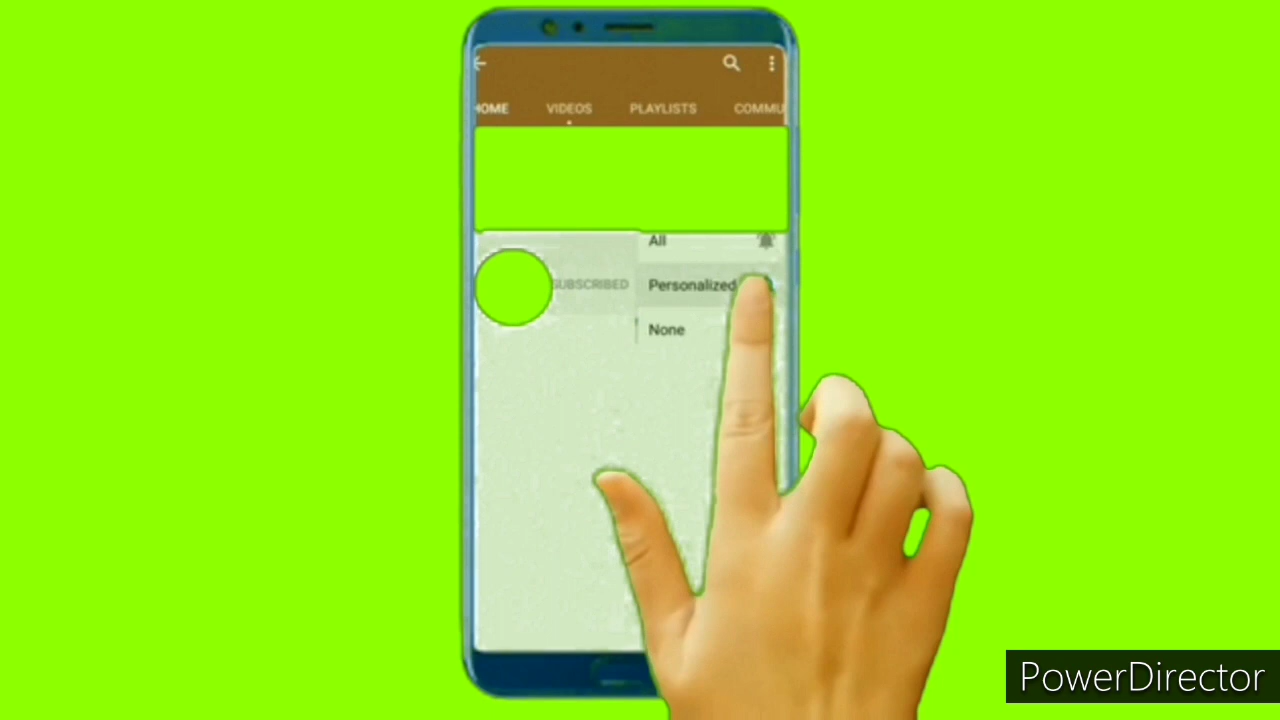 HOME VIDEOS PLAYLISTS COMMU
All
SUBSCRIBED Personalized
None
PowerDirector